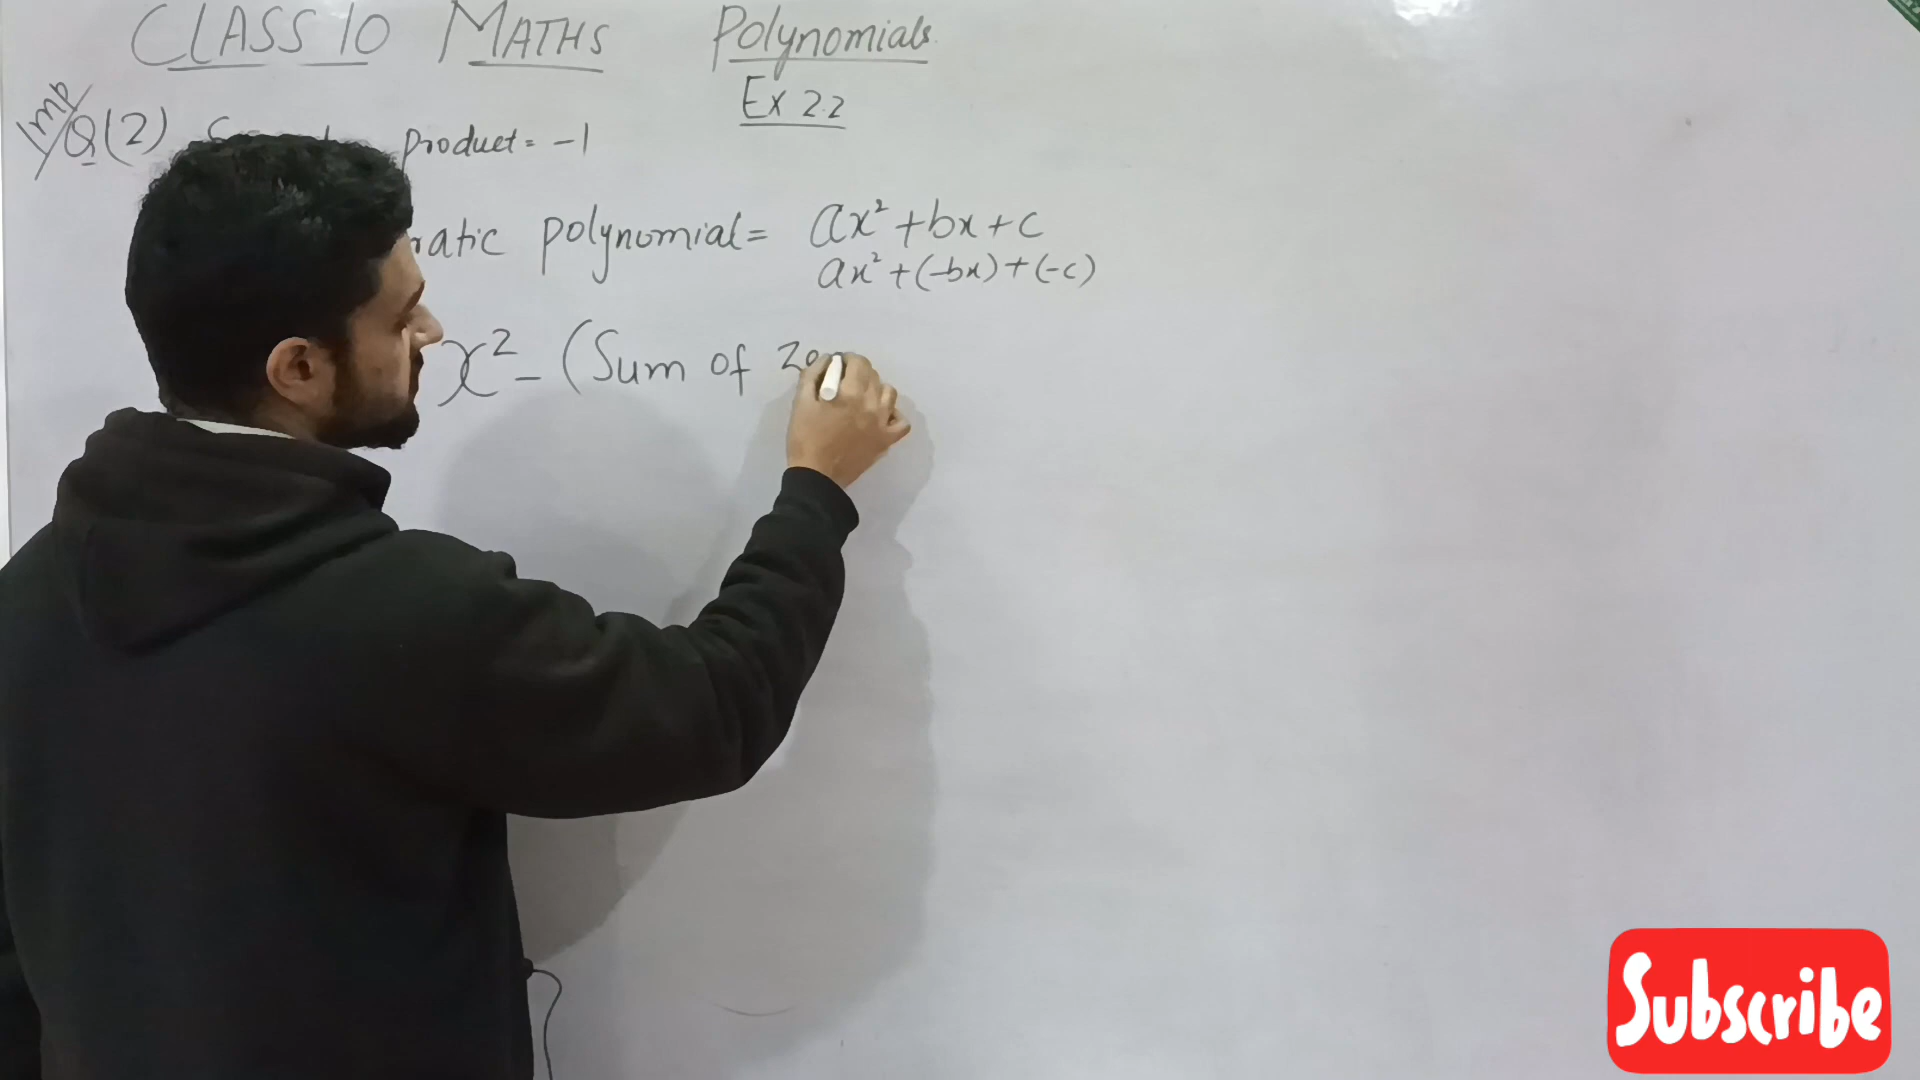 CLASS 10 MATHS Polynomials
Ex 2.2
Imp
Q(2) product = -1
polynomial = ax² + bx + c
ax² + (-bx) + (-c)
x² - (Sum of
Subscribe